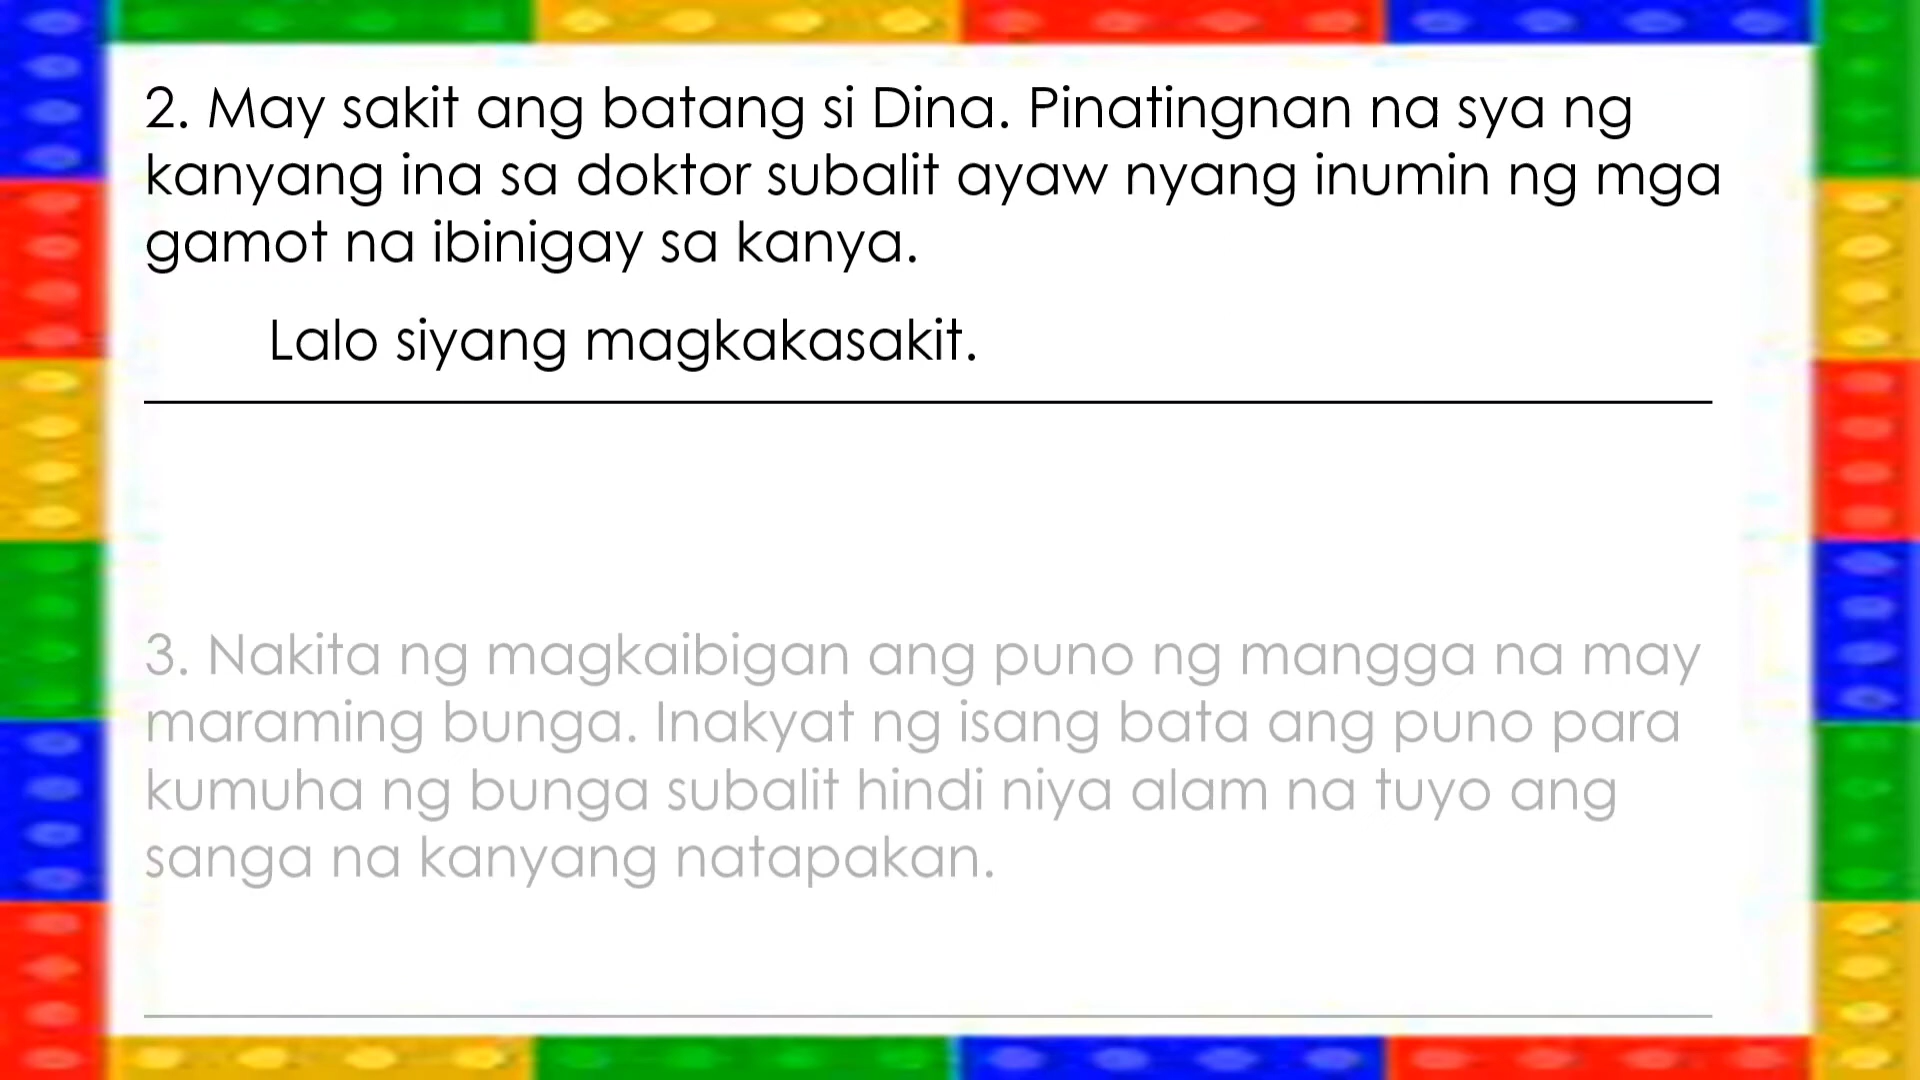 2. May sakit ang batang si Dina. Pinatingnan na sya ng
kanyang ina sa doktor subalit ayaw nyang inumin ng mga
gamot na ibinigay sa kanya.
Lalo siyang magkakasakit.
3. Nakita ng magkaibigan ang puno ng mangga na may
maraming bunga. Inakyat ng isang bata ang puno para
kumuha ng bunga subalit hindi niya alam na tuyo ang
sanga na kanyang natapakan.